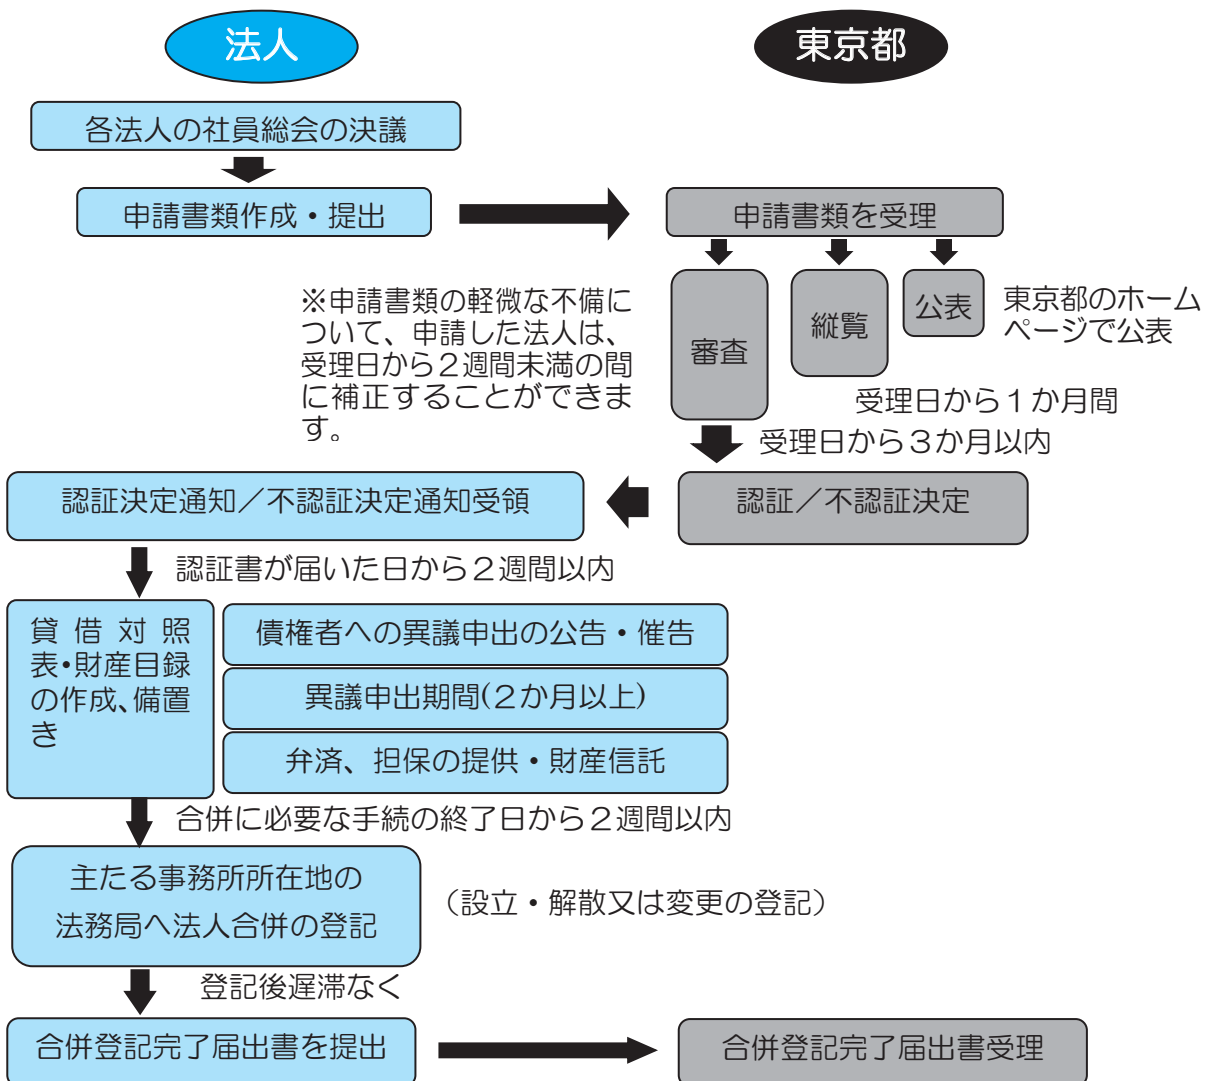 法人
東京都
各法人の社員総会の決議
申請書類作成・提出
申請書類を受理
※申請書類の軽微な不備に
ついて、申請した法人は、
受理日から２週間未満の間
に補正することができま
す。
審査
縦覧
公表
東京都のホーム
ページで公表
受理日から１か月間
受理日から３か月以内
認証決定通知／不認証決定通知受領
認証／不認証決定
認証書が届いた日から２週間以内
貸借対照
表・財産目録
の作成、備置
き
債権者への異議申出の公告・催告
異議申出期間(２か月以上)
弁済、担保の提供・財産信託
合併に必要な手続の終了日から２週間以内
主たる事務所所在地の
法務局へ法人合併の登記
（設立・解散又は変更の登記）
登記後遅滞なく
合併登記完了届出書を提出
合併登記完了届出書受理